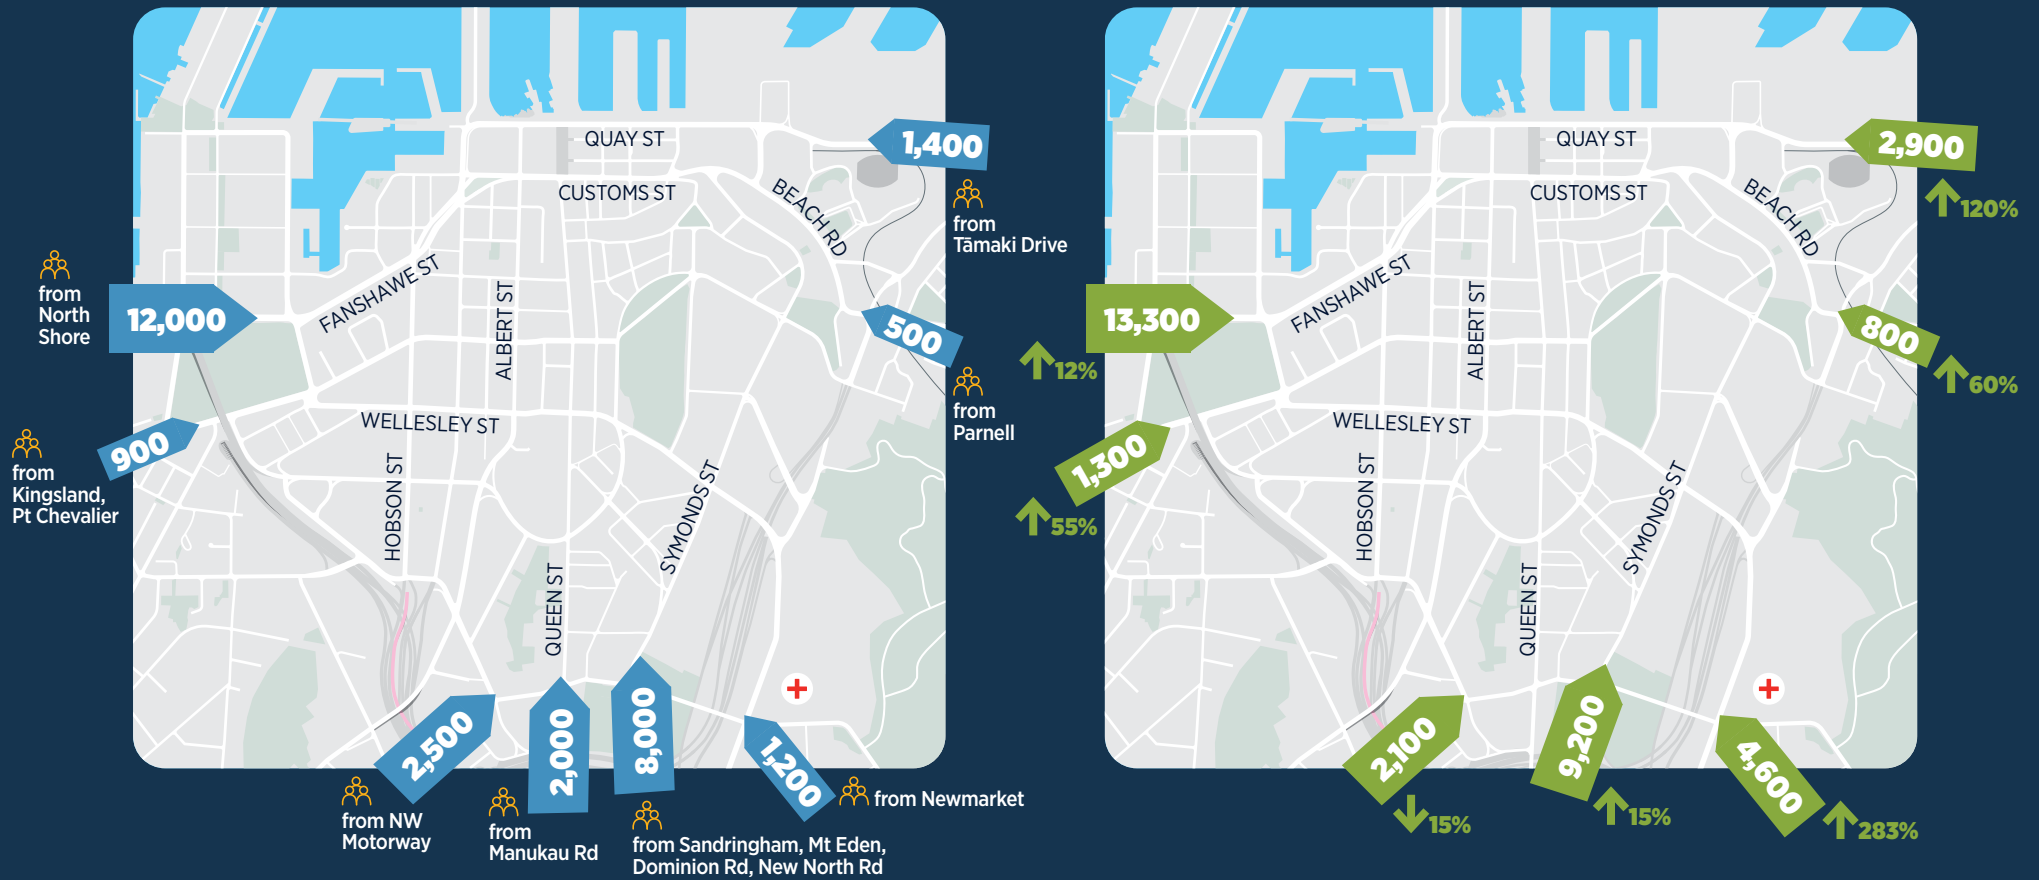 QUAY ST
1,400
CUSTOMS ST
BEACH RD
from
Tāmaki Drive
from
North
Shore
12,000
FANSHAWE ST
ALBERT ST
500
from
Parnell
900
from
Kingsland,
Pt Chevalier
WELLESLEY ST
HOBSON ST
SYMONDS ST
QUEEN ST
2,500
2,000
8,000
1,200
from NW
Motorway
from
Manukau Rd
from Sandringham, Mt Eden,
Dominion Rd, New North Rd
from Newmarket
QUAY ST
2,900
120%
CUSTOMS ST
BEACH RD
13,300
12%
FANSHAWE ST
ALBERT ST
800
60%
1,300
55%
WELLESLEY ST
HOBSON ST
SYMONDS ST
QUEEN ST
2,100
15%
9,200
15%
4,600
283%